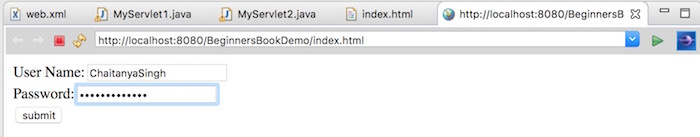 web.xml MyServlet1.java MyServlet2.java index.html http://localhost:8080/BeginnersB
http://localhost:8080/BeginnersBookDemo/index.html
User Name: ChaitanyaSingh
Password: •••••••••••••
submit